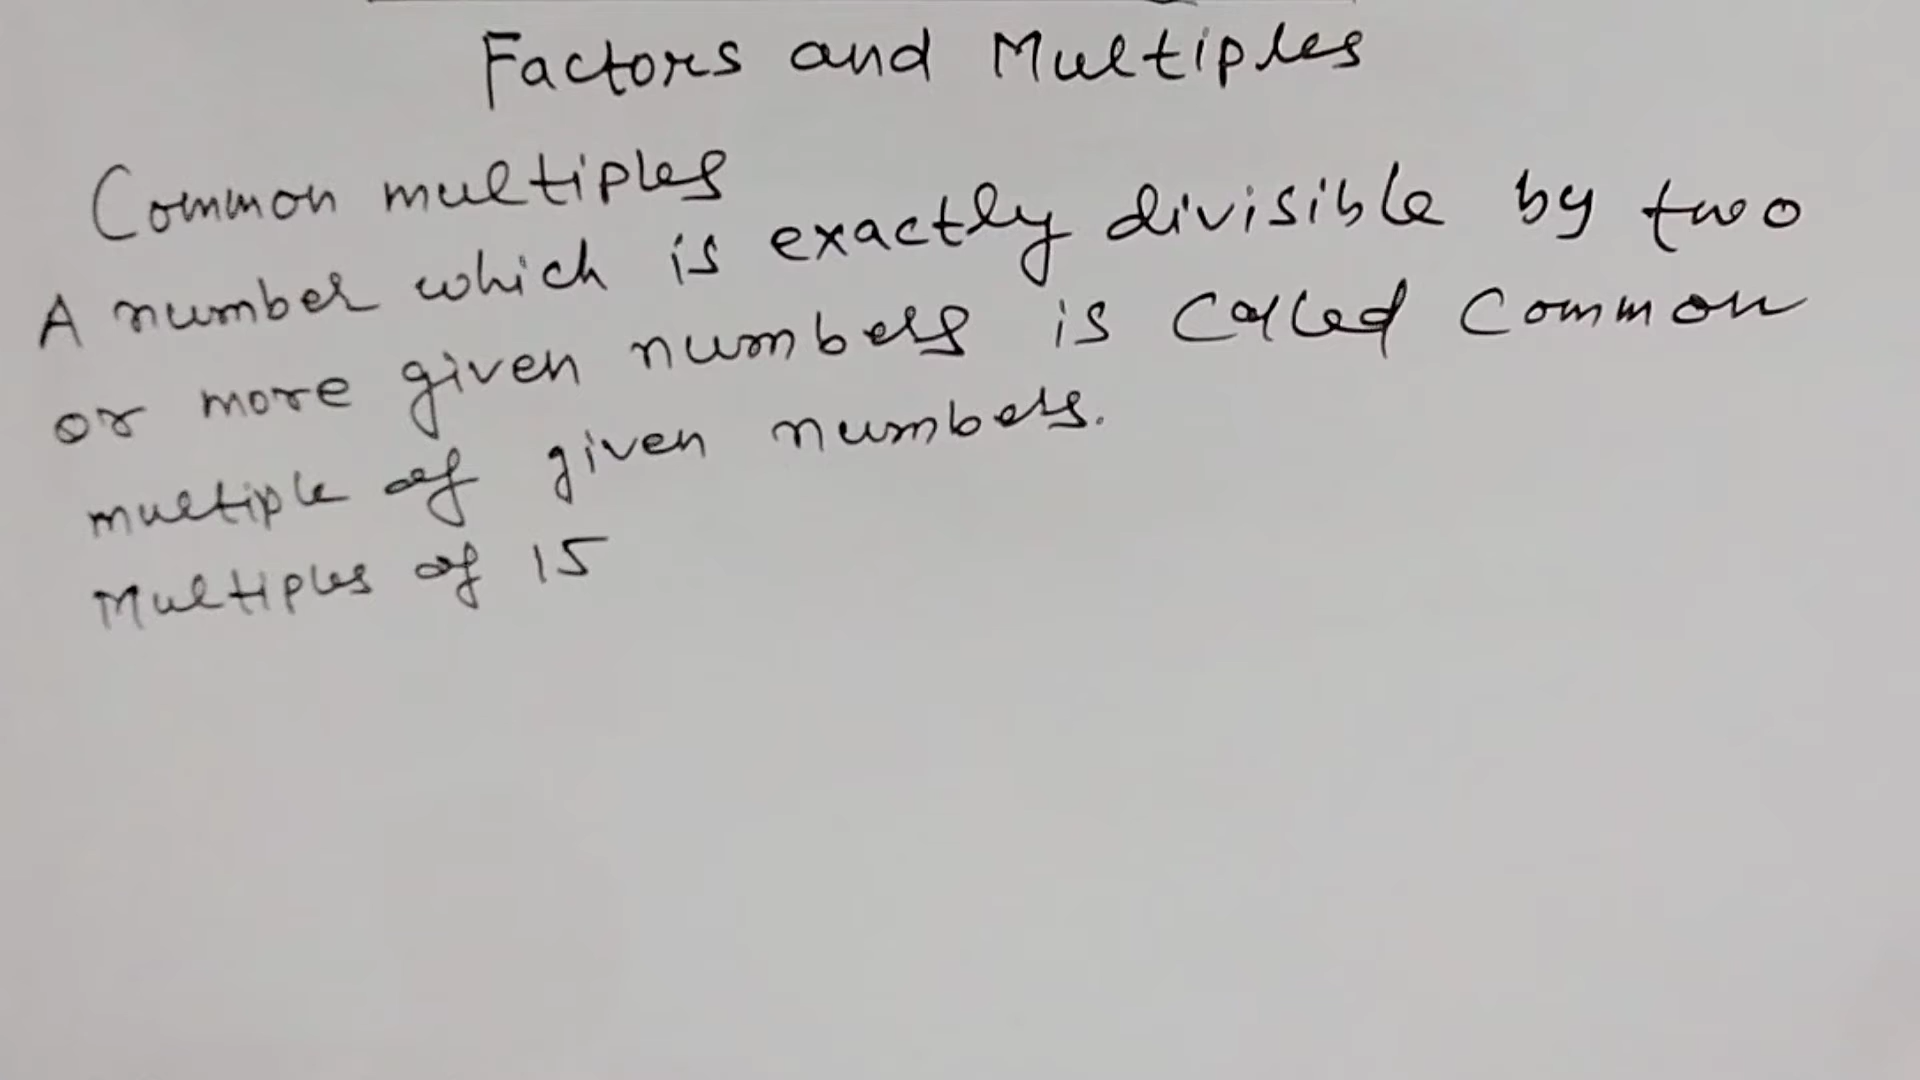 Factors and Multiples
Common multiples
A number which is exactly divisible by two
or more given numbers is called common
multiple of given numbers.
Multiples of 15